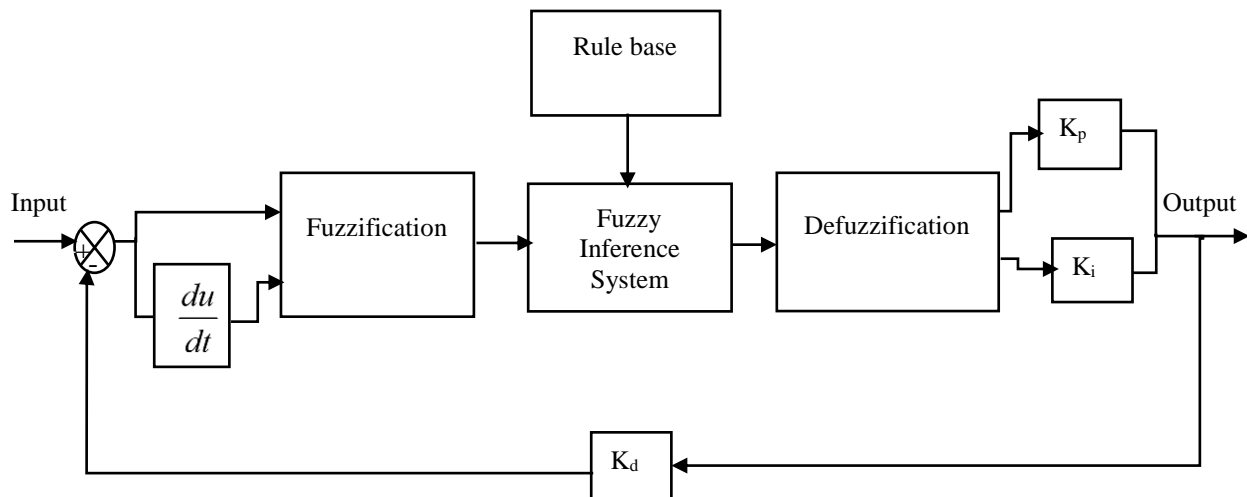 Rule base
Kp
Input
Output
+
-
Fuzzification
Fuzzy
Inference
System
Defuzzification
Ki
du
dt
Kd